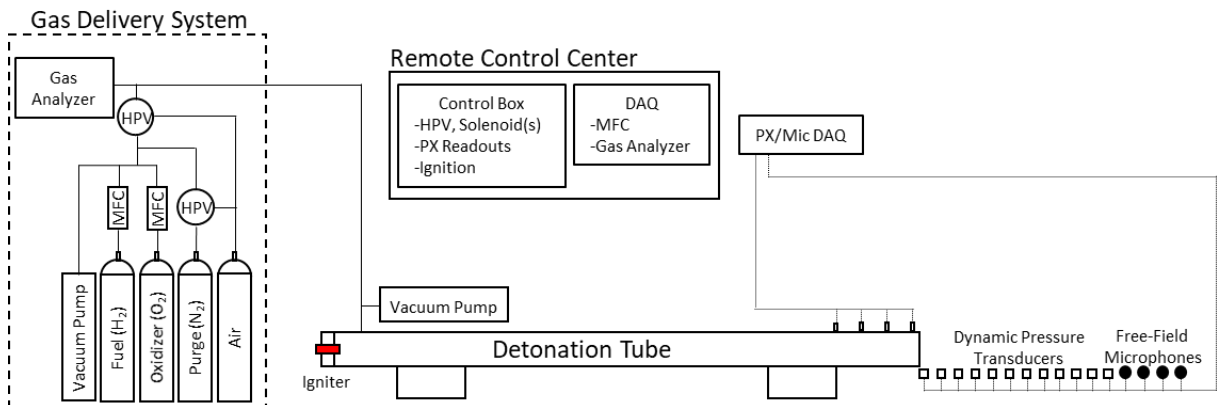 Gas Delivery System
Gas
Analyzer
HPV
MFC
MFC
HPV
Vacuum Pump
Fuel (H₂)
Oxidizer (O₂)
Purge (N₂)
Air
Remote Control Center
Control Box
-HPV, Solenoid(s)
-PX Readouts
-Ignition
DAQ
-MFC
-Gas Analyzer
PX/Mic DAQ
Vacuum Pump
Detonation Tube
Igniter
Dynamic Pressure
Transducers
Free-Field
Microphones